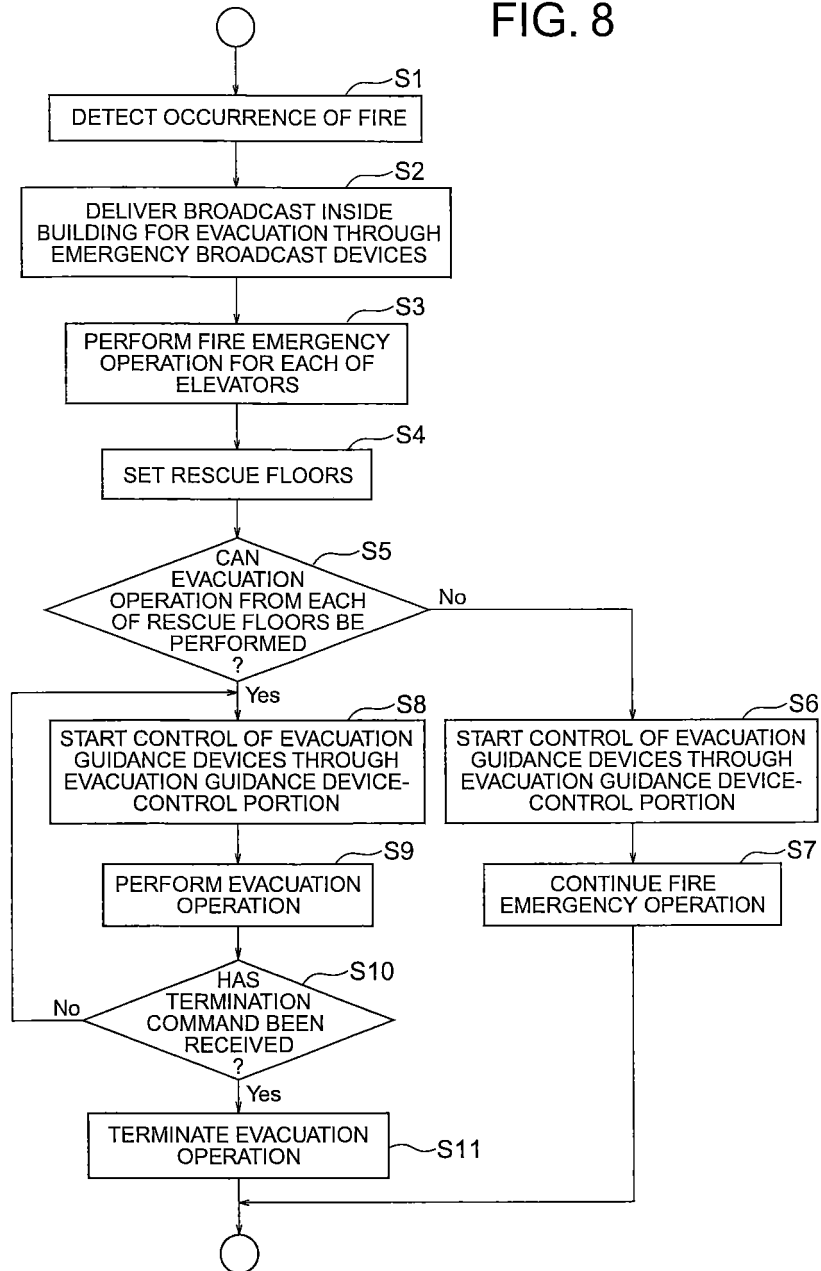 FIG. 8
S1
DETECT OCCURRENCE OF FIRE
S2
DELIVER BROADCAST INSIDE
BUILDING FOR EVACUATION THROUGH
EMERGENCY BROADCAST DEVICES
S3
PERFORM FIRE EMERGENCY
OPERATION FOR EACH OF
ELEVATORS
S4
SET RESCUE FLOORS
S5
CAN
EVACUATION
OPERATION FROM EACH
OF RESCUE FLOORS BE
PERFORMED
?
No
Yes
S8
START CONTROL OF EVACUATION
GUIDANCE DEVICES THROUGH
EVACUATION GUIDANCE DEVICE-
CONTROL PORTION
S6
START CONTROL OF EVACUATION
GUIDANCE DEVICES THROUGH
EVACUATION GUIDANCE DEVICE-
CONTROL PORTION
S9
PERFORM EVACUATION
OPERATION
S7
CONTINUE FIRE
EMERGENCY OPERATION
S10
HAS
TERMINATION
COMMAND BEEN
RECEIVED
?
No
Yes
S11
TERMINATE EVACUATION
OPERATION